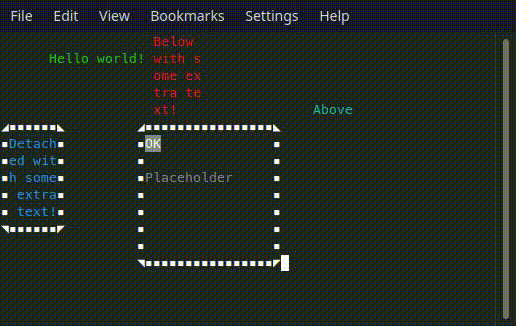 File Edit View Bookmarks Settings Help
Below
Hello world! with s
ome ex
tra te
xt!
Above
Detach
ed wit
h some
extra
text!
OK
Placeholder